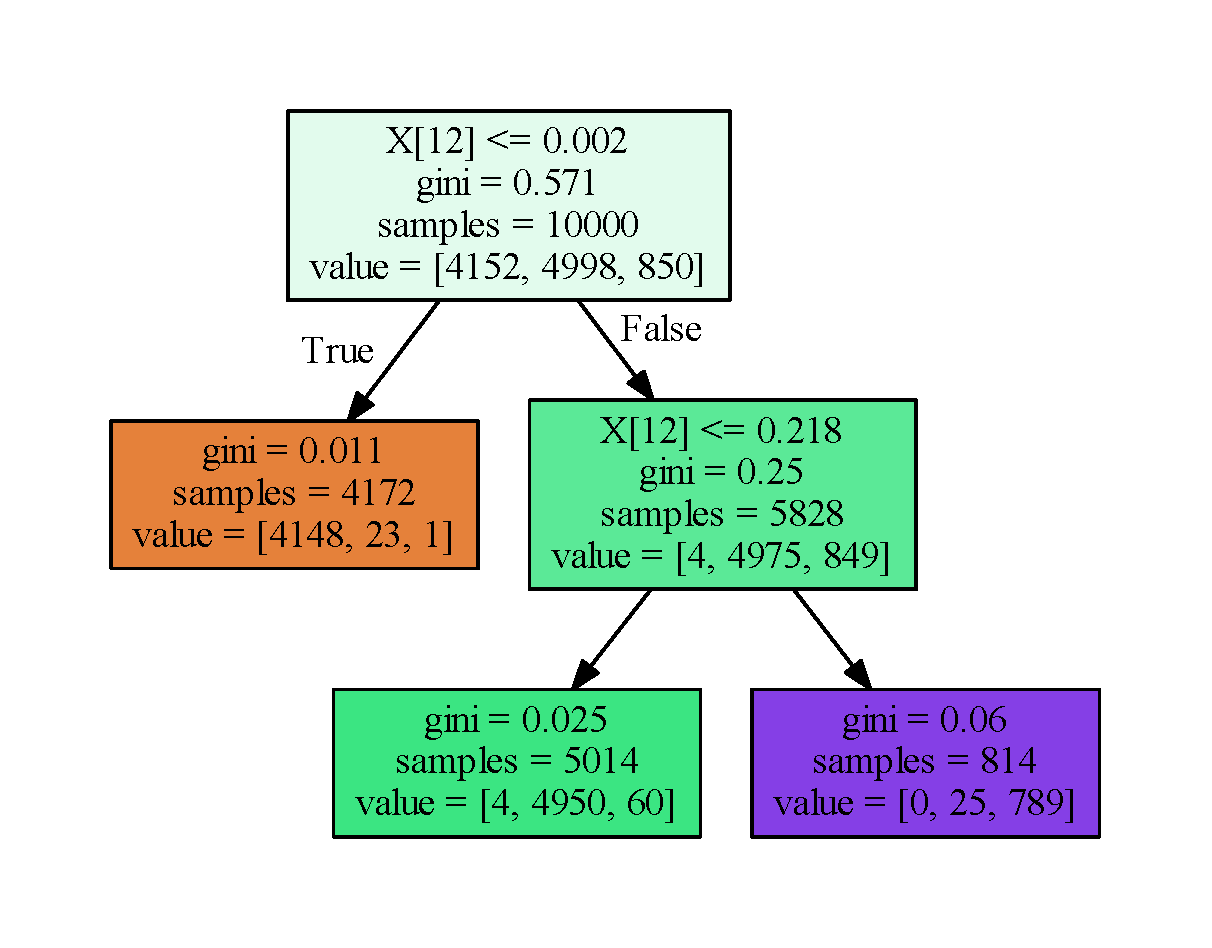 X[12] <= 0.002
gini = 0.571
samples = 10000
value = [4152, 4998, 850]
True
False
gini = 0.011
samples = 4172
value = [4148, 23, 1]
X[12] <= 0.218
gini = 0.25
samples = 5828
value = [4, 4975, 849]
gini = 0.025
samples = 5014
value = [4, 4950, 60]
gini = 0.06
samples = 814
value = [0, 25, 789]